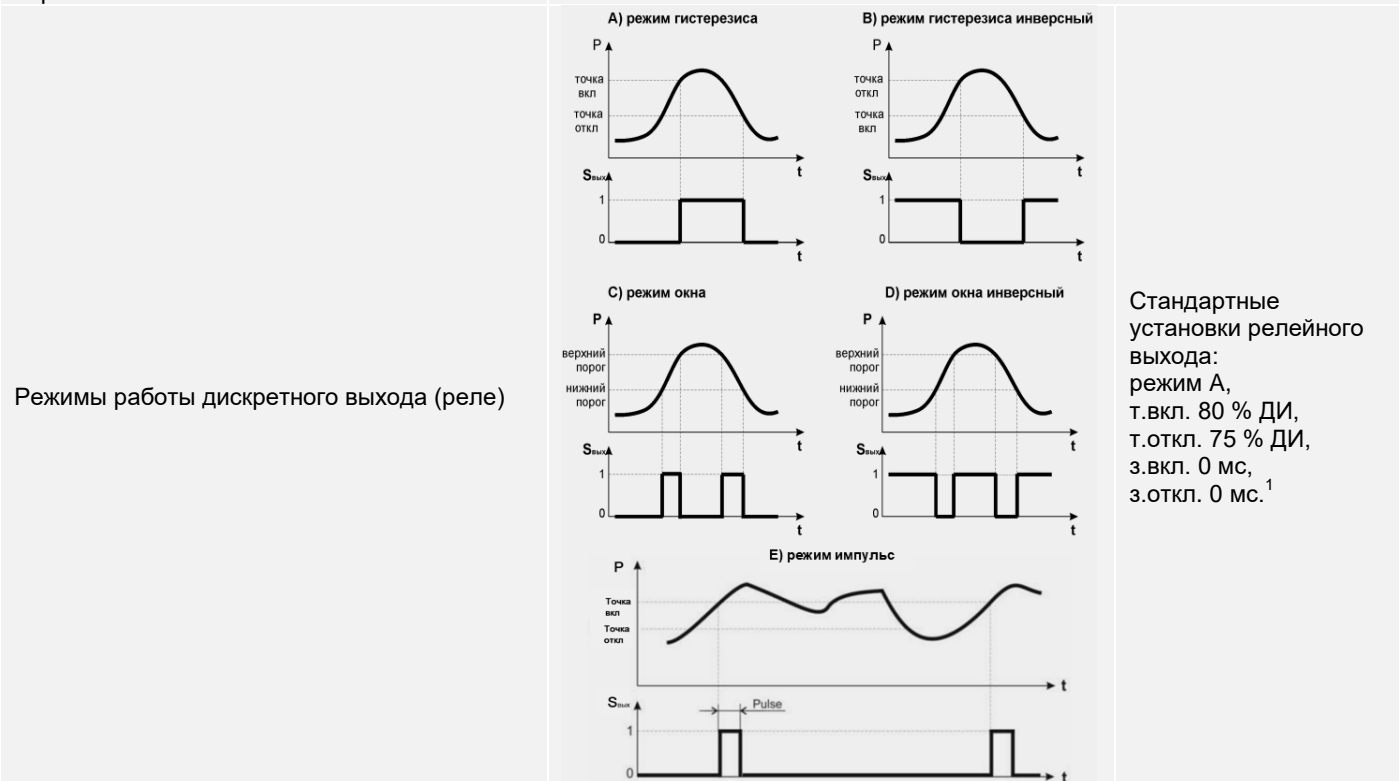 Режимы работы дискретного выхода (реле)
А) режим гистерезиса
P
точка
вкл
точка
откл
t
Sвых
1
0
t
В) режим гистерезиса инверсный
P
точка
откл
точка
вкл
t
Sвых
1
0
t
С) режим окна
P
верхний
порог
нижний
порог
t
Sвых
1
0
t
D) режим окна инверсный
P
верхний
порог
нижний
порог
t
Sвых
1
0
t
Е) режим импульс
P
Точка
вкл
Точка
откл
t
Sвых
Pulse
1
0
t
Стандартные
установки релейного
выхода:
режим А,
т.вкл. 80 % ДИ,
т.откл. 75 % ДИ,
з.вкл. 0 мс,
з.откл. 0 мс.¹